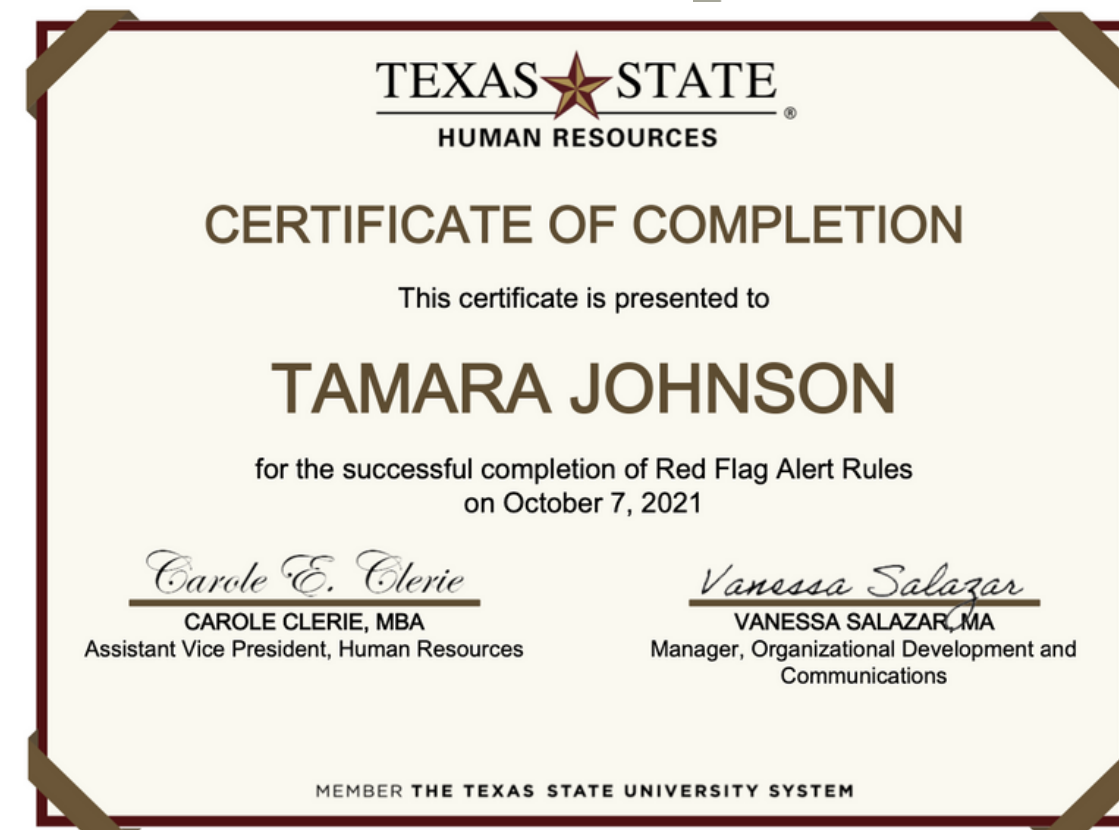 TEXAS STATE
®
HUMAN RESOURCES
CERTIFICATE OF COMPLETION
This certificate is presented to
TAMARA JOHNSON
for the successful completion of Red Flag Alert Rules
on October 7, 2021
Carole E. Clerie
CAROLE CLERIE, MBA
Assistant Vice President, Human Resources
Vanessa Salazar
VANESSA SALAZAR, MA
Manager, Organizational Development and
Communications
MEMBER THE TEXAS STATE UNIVERSITY SYSTEM